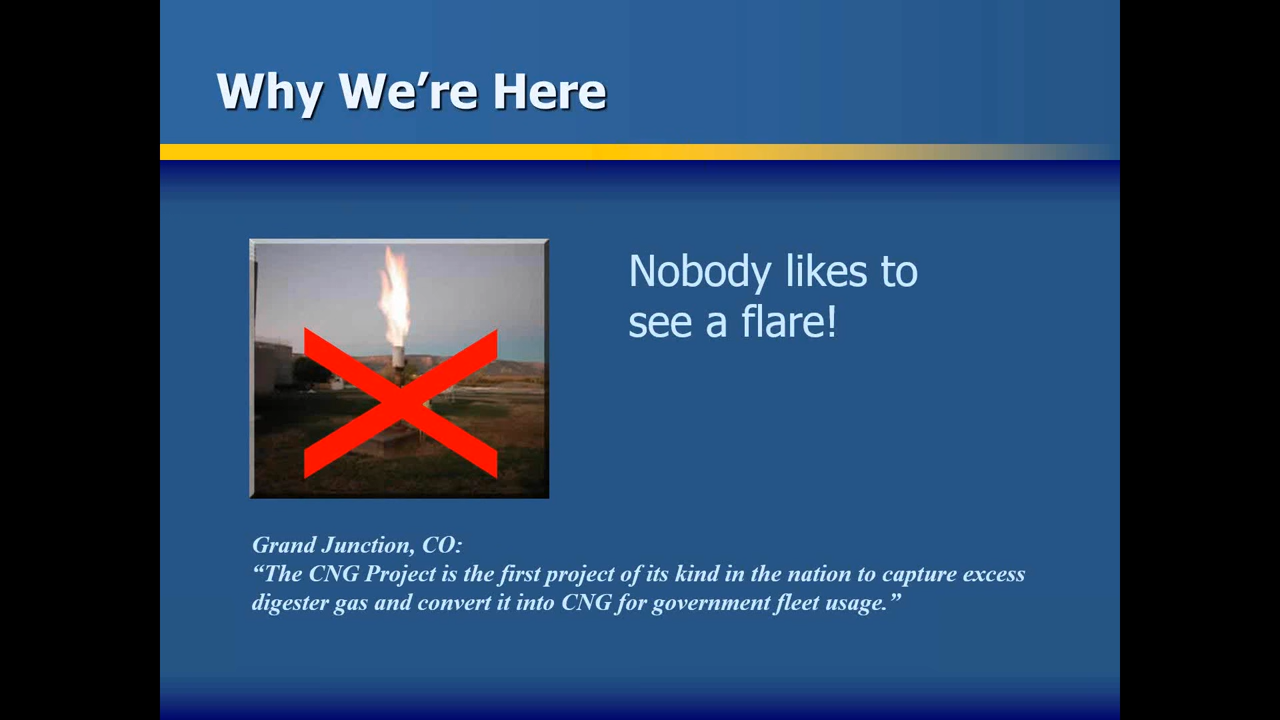 Why We’re Here
Nobody likes to
see a flare!
Grand Junction, CO:
“The CNG Project is the first project of its kind in the nation to capture excess
digester gas and convert it into CNG for government fleet usage.”